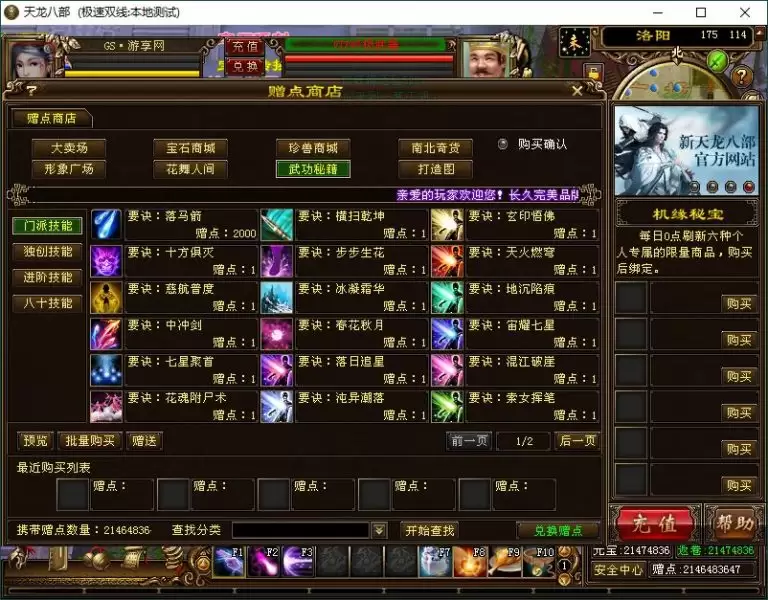 天龙八部 (极速双线:本地测试)
GS·游享网
充值
兑换
洛阳 175 114
北
赠点商店
赠点商店
大卖场 宝石商城 珍兽商城 南北奇货 购买确认
形象广场 花舞人间 武功秘籍 打造图
亲爱的玩家欢迎您! 长久完美品牌
门派技能
独创技能
进阶技能
八十技能
要诀:落马箭 赠点:2000
要诀:横扫乾坤 赠点:1
要诀:玄印悟佛 赠点:1
要诀:十方俱灭 赠点:1
要诀:步步生花 赠点:1
要诀:天火燃穹 赠点:1
要诀:慈航普度 赠点:1
要诀:冰凝霜华 赠点:1
要诀:地沉陷痕 赠点:1
要诀:中冲剑 赠点:1
要诀:春花秋月 赠点:1
要诀:宙耀七星 赠点:1
要诀:七星聚首 赠点:1
要诀:落日追星 赠点:1
要诀:混江破崖 赠点:1
要诀:花魂附尸术 赠点:1
要诀:沌异潮落 赠点:1
要诀:索女挥笔 赠点:1
预览 批量购买 赠送 前一页 1/2 后一页
最近购买列表
赠点: 赠点: 赠点: 赠点: 赠点:
携带赠点数量:21464836 查找分类 开始查找 兑换赠点
新天龙八部
官方网站
机缘秘宝
每日0点刷新六种个
人专属的限量商品,购买
后绑定。
购买
购买
购买
购买
购买
购买
充值 帮助
元宝:21474836
安全中心 赠点:2146483647
F1 F2 F3 F7 F8 F9 F10
1